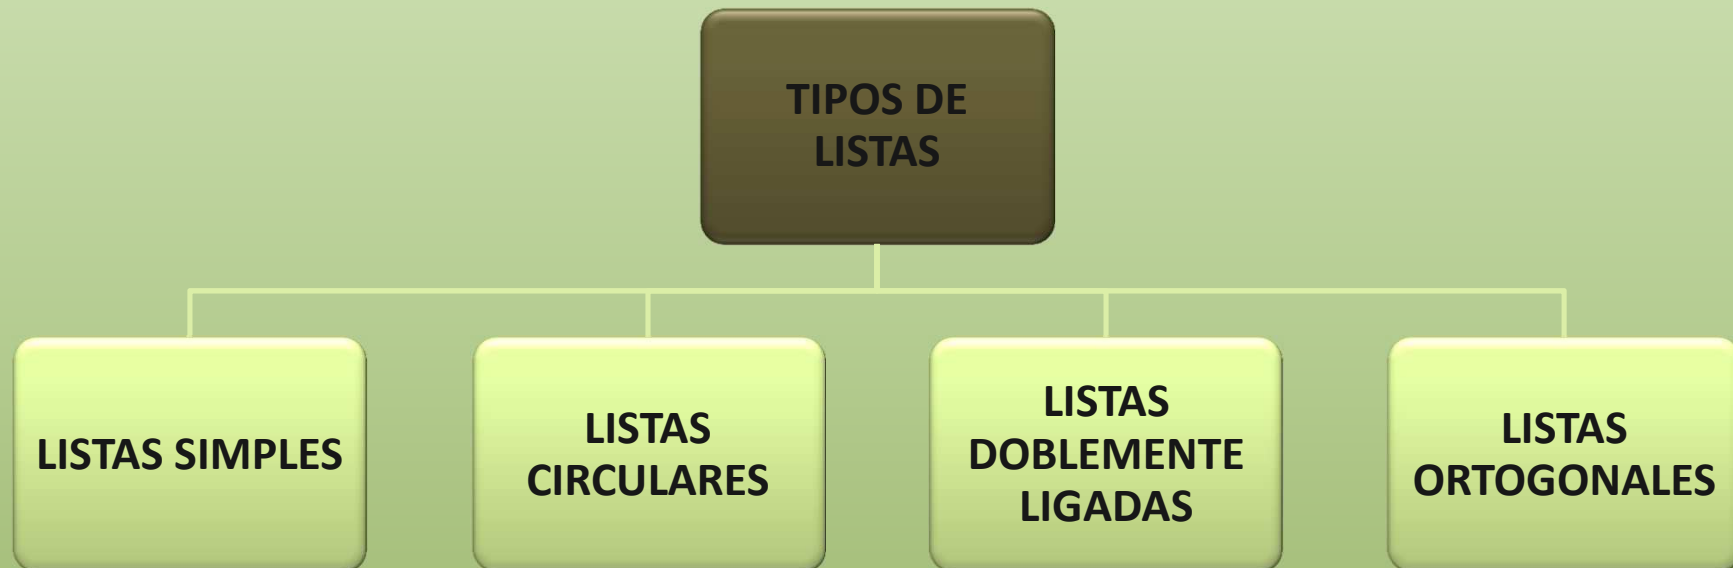 TIPOS DE
LISTAS
LISTAS SIMPLES
LISTAS
CIRCULARES
LISTAS
DOBLEMENTE
LIGADAS
LISTAS
ORTOGONALES